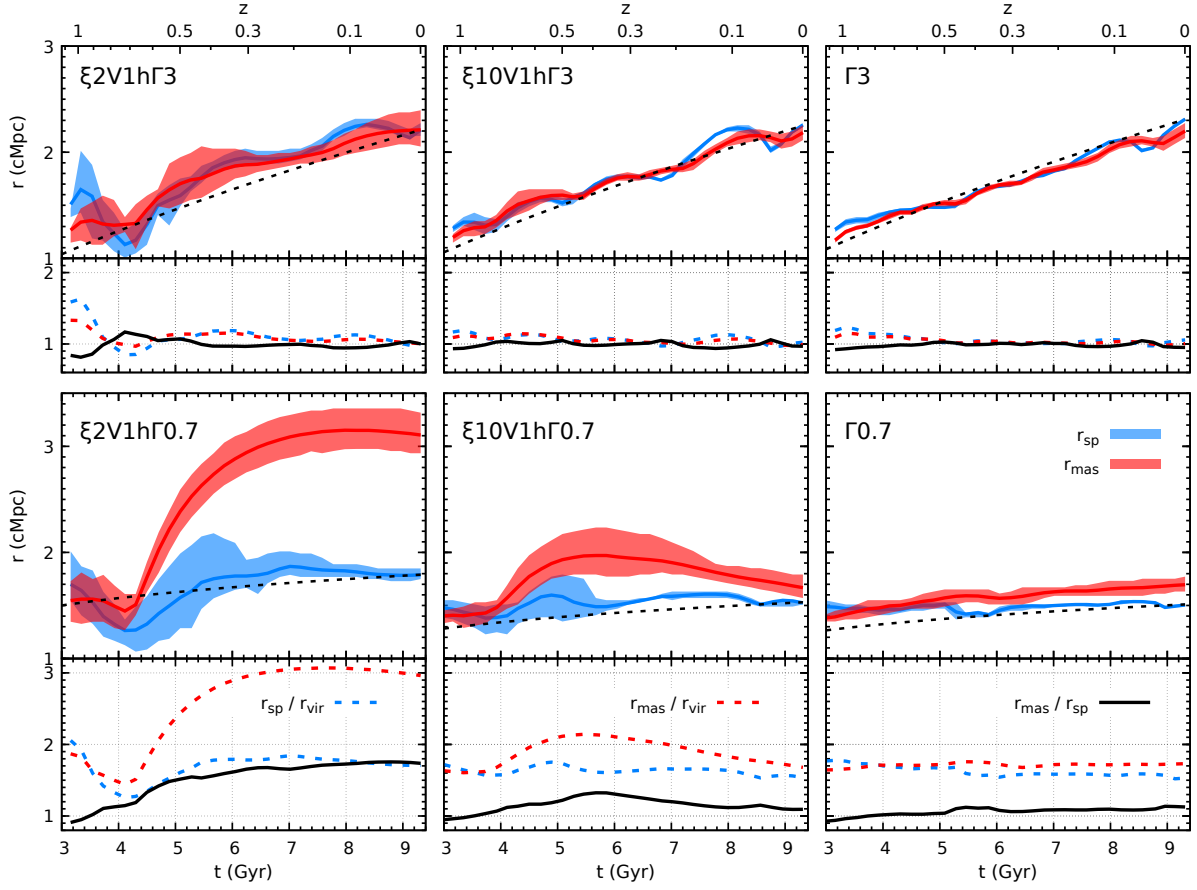 z z z
1 0.5 0.3 0.1 0 1 0.5 0.3 0.1 0 1 0.5 0.3 0.1 0
3
ξ2V1hΓ3 ξ10V1hΓ3 Γ3
r (cMpc)
2
1
2
1
ξ2V1hΓ0.7 ξ10V1hΓ0.7 Γ0.7
3
r_sp
r_mas
r (cMpc)
2
1
3
r_sp / r_vir r_mas / r_vir r_mas / r_sp
2
1
3 4 5 6 7 8 9 3 4 5 6 7 8 9 3 4 5 6 7 8 9
t (Gyr) t (Gyr) t (Gyr)